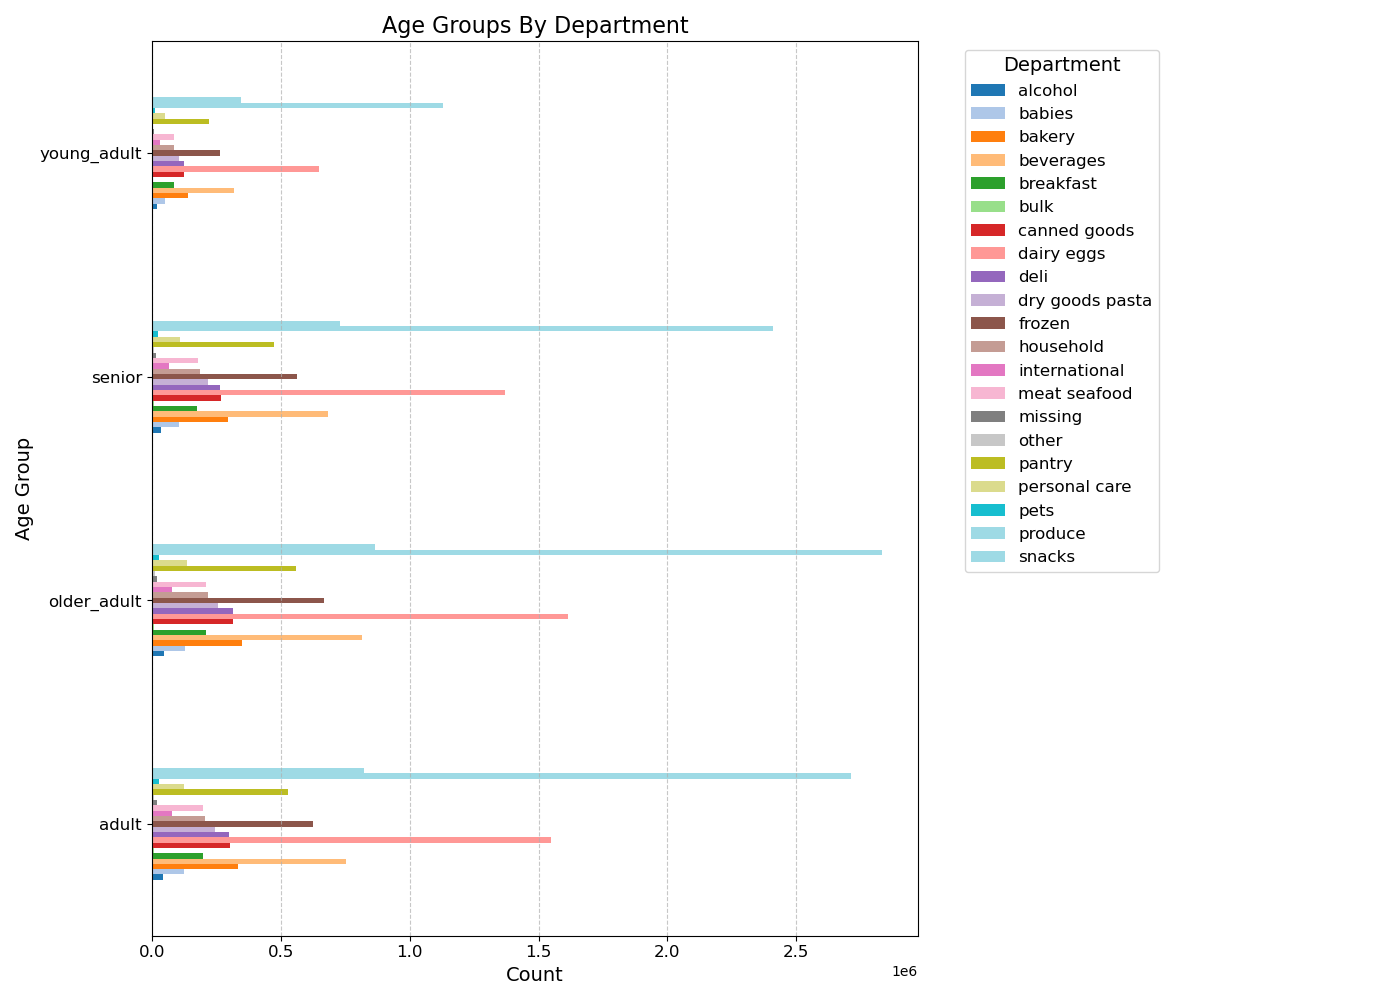 Age Groups By Department
Department
alcohol
babies
bakery
beverages
breakfast
bulk
canned goods
dairy eggs
deli
dry goods pasta
frozen
household
international
meat seafood
missing
other
pantry
personal care
pets
produce
snacks
Age Group
young_adult
senior
older_adult
adult
0.0 0.5 1.0 1.5 2.0 2.5
1e6
Count